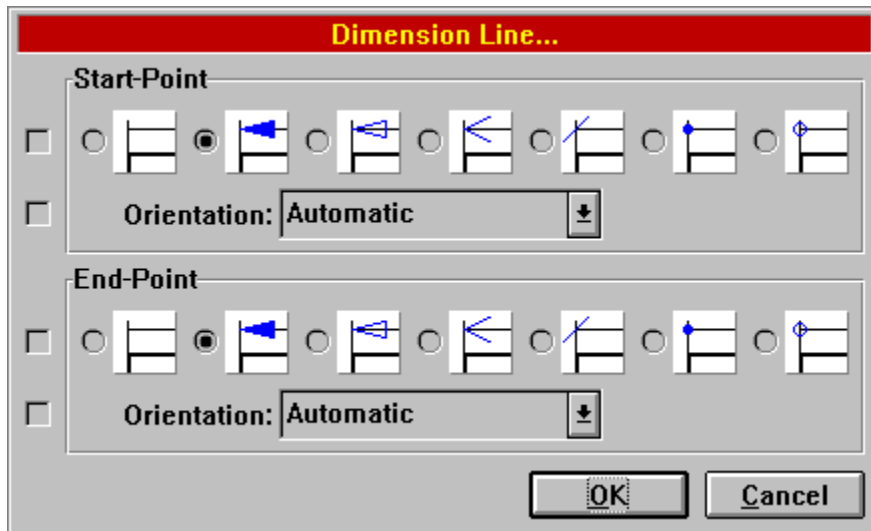 Dimension Line...
Start-Point
Orientation: Automatic
End-Point
Orientation: Automatic
OK Cancel